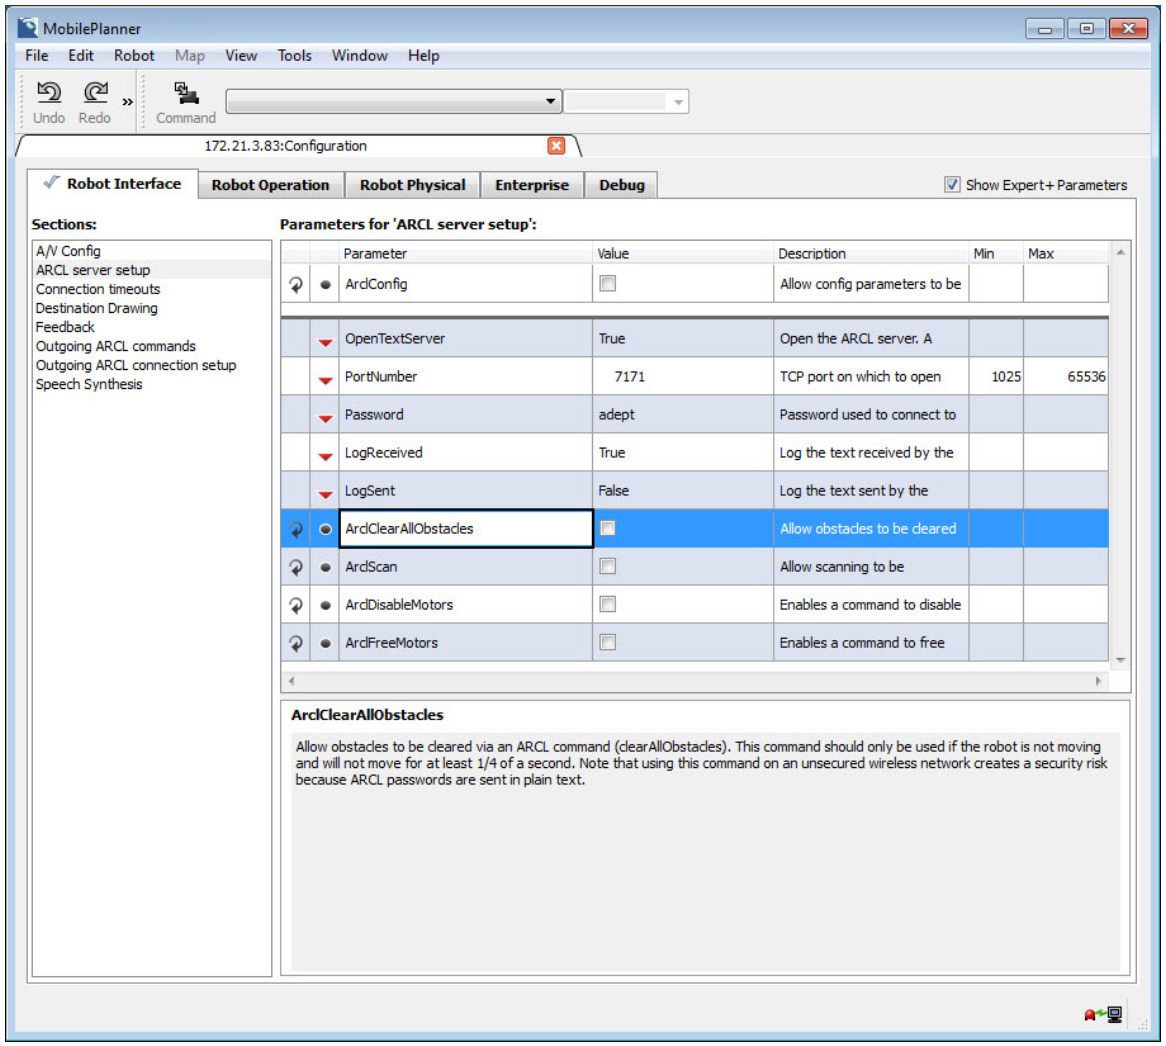 MobilePlanner
File Edit Robot Map View Tools Window Help
Undo Redo » Command
172.21.3.83:Configuration
Robot Interface Robot Operation Robot Physical Enterprise Debug Show Expert+ Parameters
Sections: Parameters for 'ARCL server setup':
A/V Config
ARCL server setup
Connection timeouts
Destination Drawing
Feedback
Outgoing ARCL commands
Outgoing ARCL connection setup
Speech Synthesis
Parameter Value Description Min Max
ArclConfig Allow config parameters to be
OpenTextServer True Open the ARCL server. A
PortNumber 7171 TCP port on which to open 1025 65536
Password adept Password used to connect to
LogReceived True Log the text received by the
LogSent False Log the text sent by the
ArclClearAllObstacles Allow obstacles to be cleared
ArclScan Allow scanning to be
ArclDisableMotors Enables a command to disable
ArclFreeMotors Enables a command to free
ArclClearAllObstacles
Allow obstacles to be cleared via an ARCL command (clearAllObstacles). This command should only be used if the robot is not moving
and will not move for at least 1/4 of a second. Note that using this command on an unsecured wireless network creates a security risk
because ARCL passwords are sent in plain text.